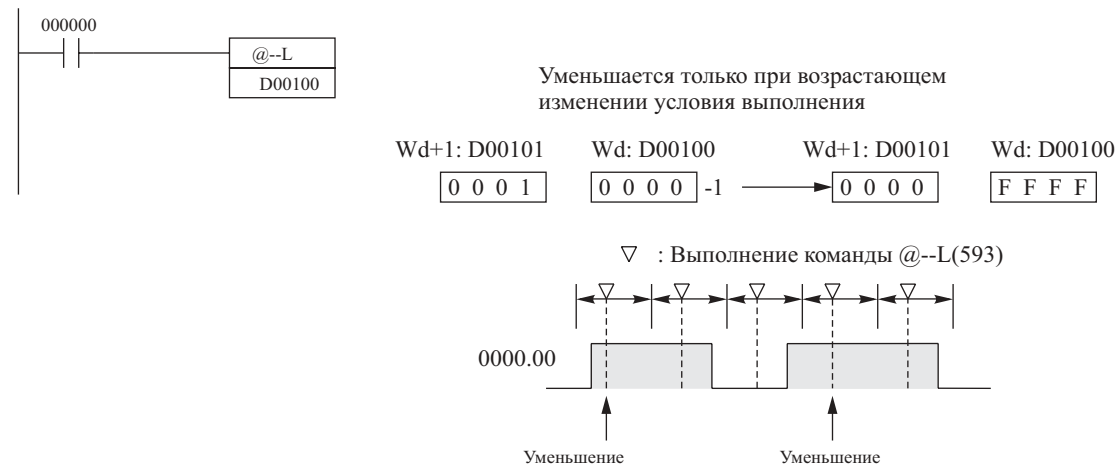 000000
@--L
D00100
Уменьшается только при возрастающем
изменении условия выполнения
Wd+1: D00101 Wd: D00100 Wd+1: D00101 Wd: D00100
0 0 0 1 0 0 0 0 -1 0 0 0 0 F F F F
: Выполнение команды @--L(593)
0000.00
Уменьшение Уменьшение